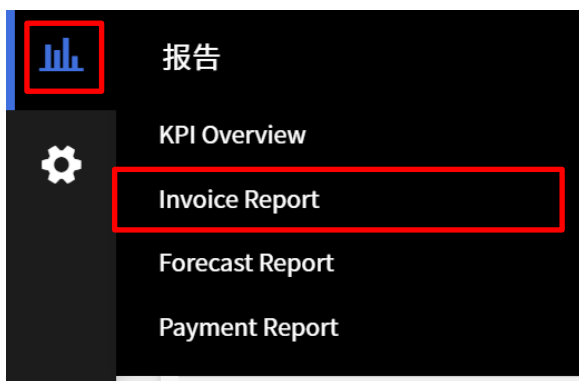 报告
KPI Overview
Invoice Report
Forecast Report
Payment Report